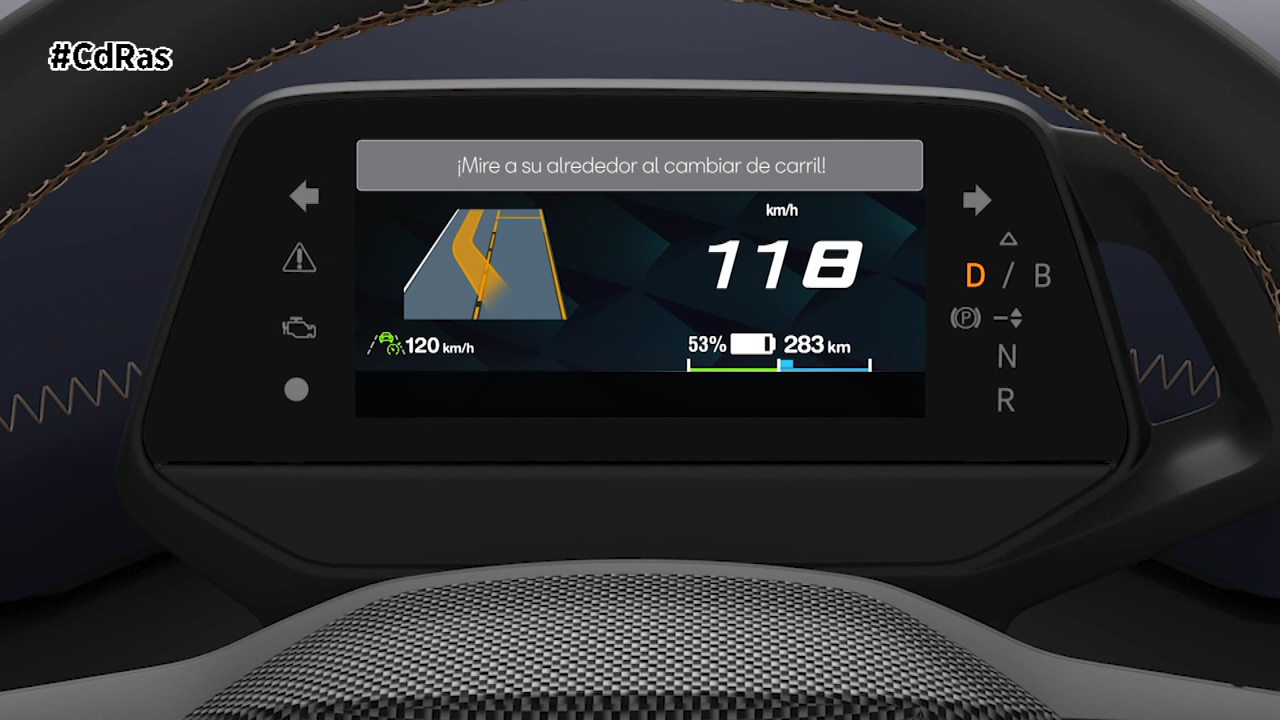 #CdRas
¡Mire a su alrededor al cambiar de carril!
km/h
118
D / B
120 km/h
53% 283 km
P
N
R